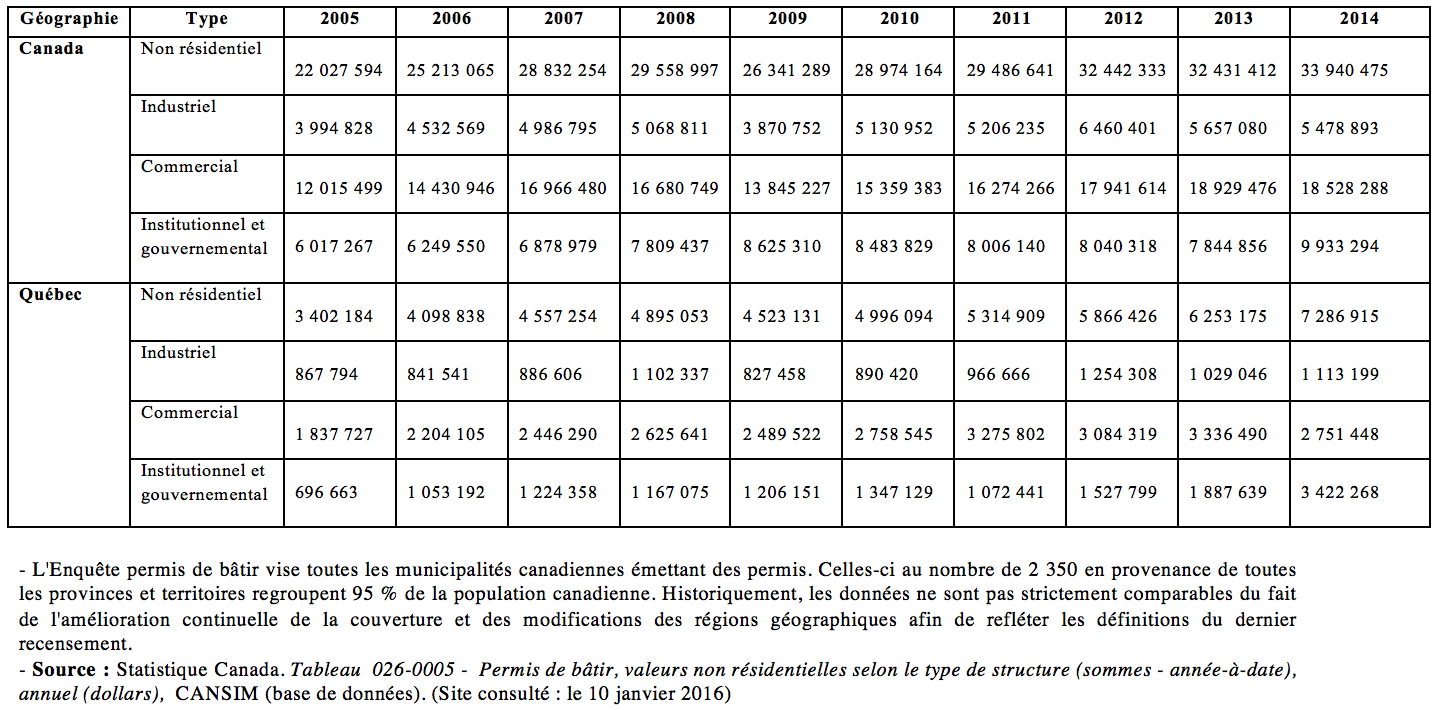 Géographie Type 2005 2006 2007 2008 2009 2010 2011 2012 2013 2014
Canada Non résidentiel
22 027 594 25 213 065 28 832 254 29 558 997 26 341 289 28 974 164 29 486 641 32 442 333 32 431 412 33 940 475
Industriel
3 994 828 4 532 569 4 986 795 5 068 811 3 870 752 5 130 952 5 206 235 6 460 401 5 657 080 5 478 893
Commercial
12 015 499 14 430 946 16 966 480 16 680 749 13 845 227 15 359 383 16 274 266 17 941 614 18 929 476 18 528 288
Institutionnel et
gouvernemental 6 017 267 6 249 550 6 878 979 7 809 437 8 625 310 8 483 829 8 006 140 8 040 318 7 844 856 9 933 294
Québec Non résidentiel
3 402 184 4 098 838 4 557 254 4 895 053 4 523 131 4 996 094 5 314 909 5 866 426 6 253 175 7 286 915
Industriel
867 794 841 541 886 606 1 102 337 827 458 890 420 966 666 1 254 308 1 029 046 1 113 199
Commercial
1 837 727 2 204 105 2 446 290 2 625 641 2 489 522 2 758 545 3 275 802 3 084 319 3 336 490 2 751 448
Institutionnel et
gouvernemental 696 663 1 053 192 1 224 358 1 167 075 1 206 151 1 347 129 1 072 441 1 527 799 1 887 639 3 422 268
- L'Enquête permis de bâtir vise toutes les municipalités canadiennes émettant des permis. Celles-ci au nombre de 2 350 en provenance de toutes
les provinces et territoires regroupent 95 % de la population canadienne. Historiquement, les données ne sont pas strictement comparables du fait
de l'amélioration continuelle de la couverture et des modifications des régions géographiques afin de refléter les définitions du dernier
recensement.
- Source : Statistique Canada. Tableau 026-0005 - Permis de bâtir, valeurs non résidentielles selon le type de structure (sommes - année-à-date),
annuel (dollars), CANSIM (base de données). (Site consulté : le 10 janvier 2016)